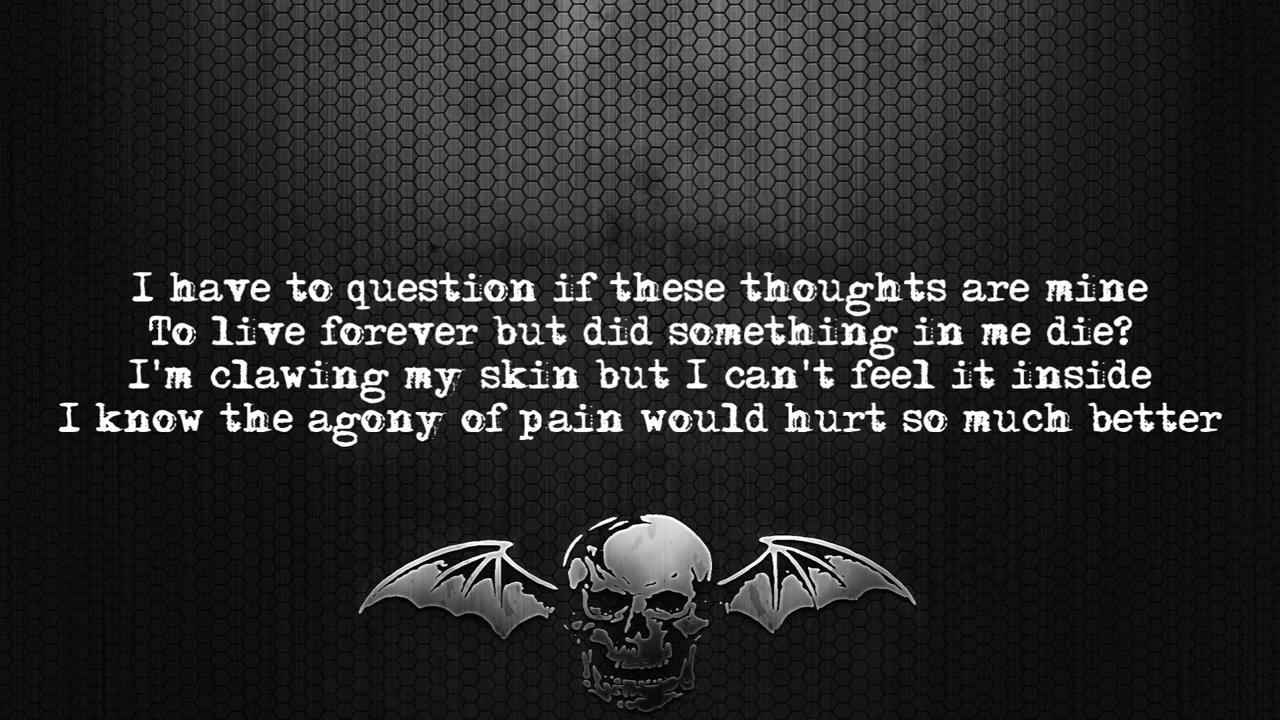 I have to question if these thoughts are mine
To live forever but did something in me die?
I'm clawing my skin but I can't feel it inside
I know the agony of pain would hurt so much better